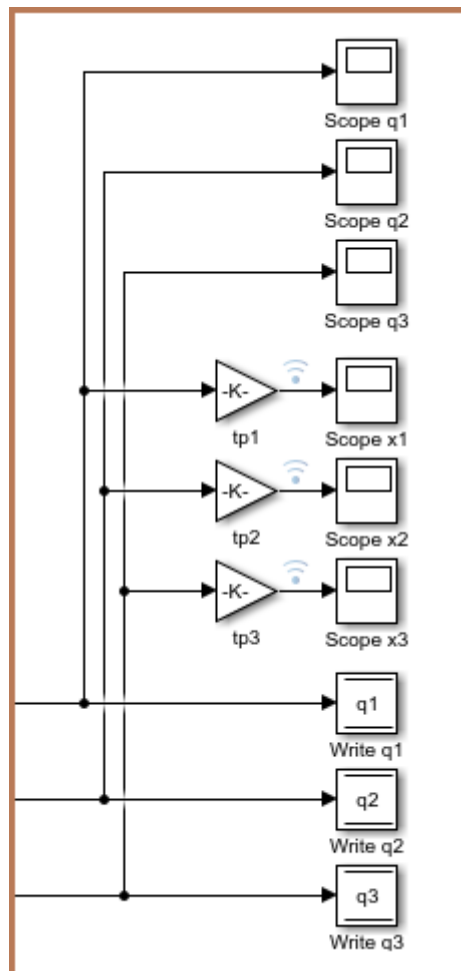 Scope q1
Scope q2
Scope q3
-K-
tp1
Scope x1
-K-
tp2
Scope x2
-K-
tp3
Scope x3
q1
Write q1
q2
Write q2
q3
Write q3